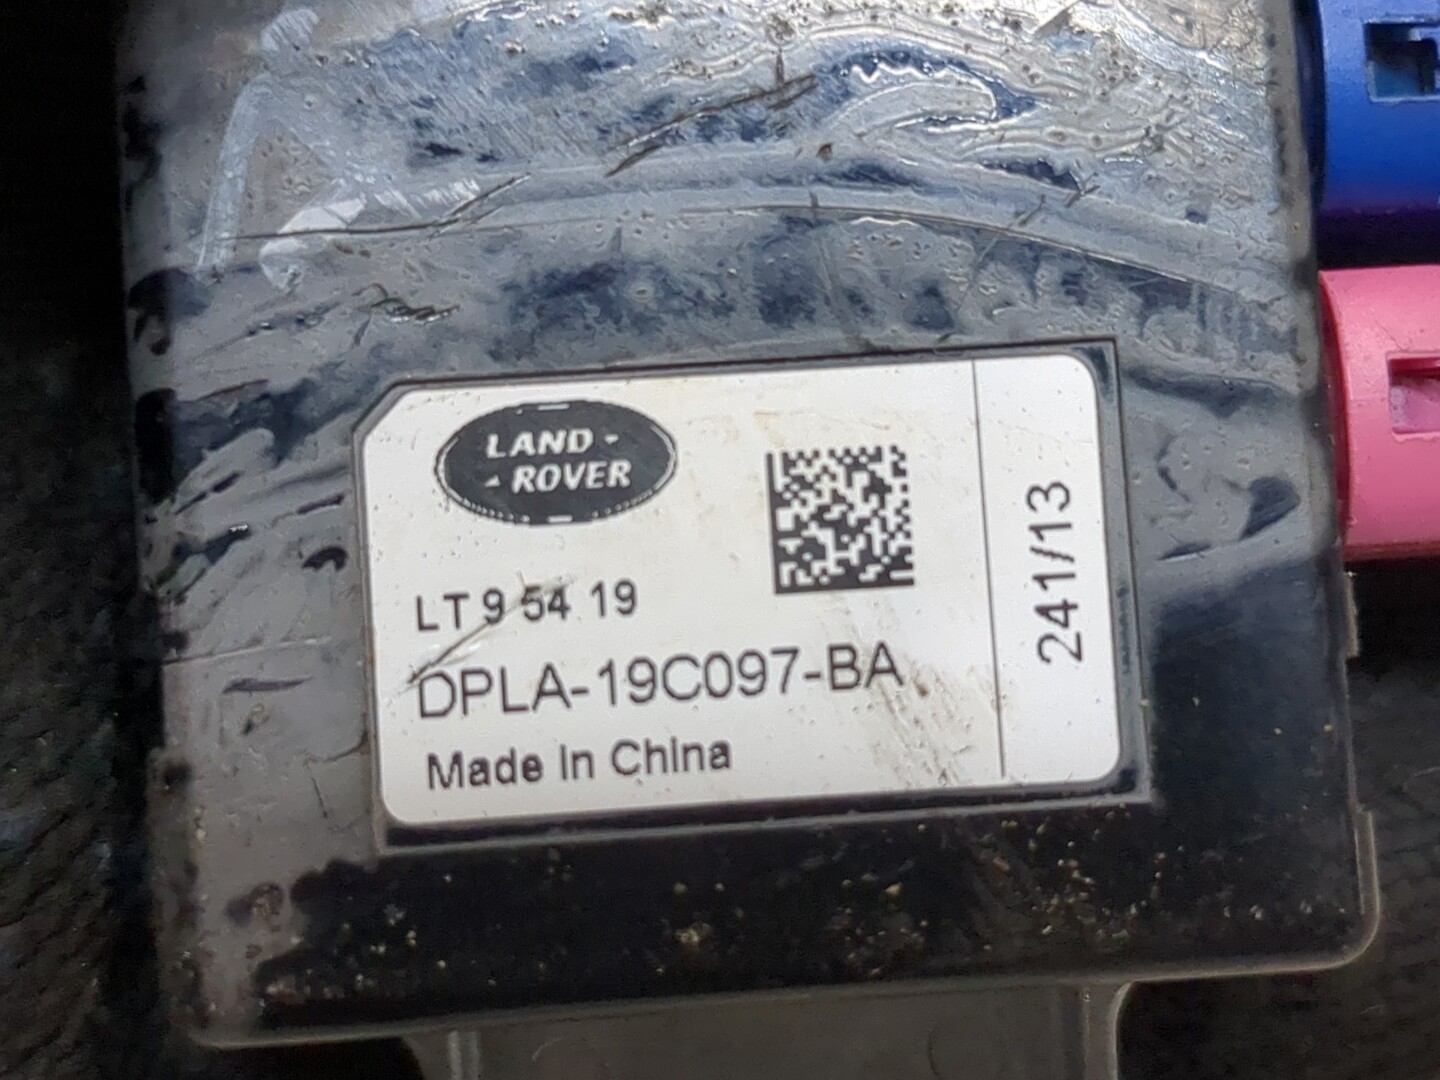 LAND -
- ROVER
LT 9 54 19
DPLA-19C097-BA
Made In China
241/13